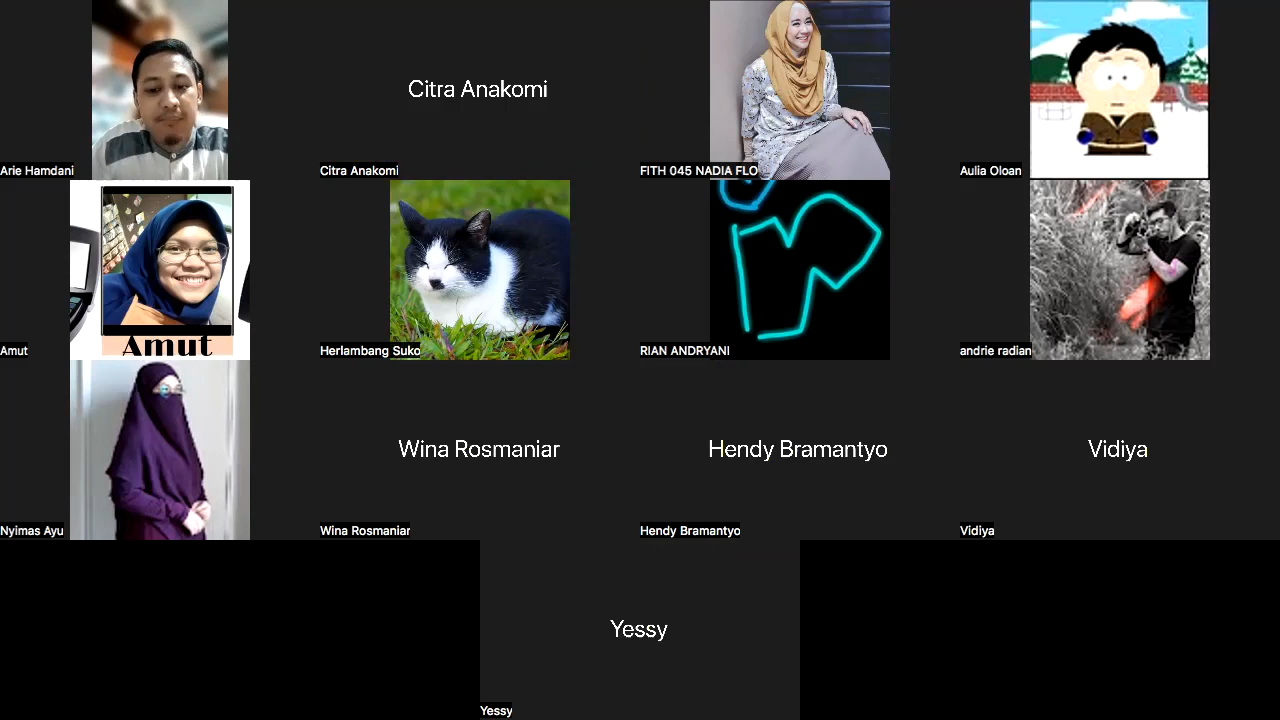 Citra Anakomi
Arie Hamdani
Citra Anakomi
FITH 045 NADIA FLO
Aulia Oloan
Amut
Amut
Herlambang Suko
RIAN ANDRYANI
andrie radian
Wina Rosmaniar
Hendy Bramantyo
Vidiya
Nyimas Ayu
Wina Rosmaniar
Hendy Bramantyo
Vidiya
Yessy
Yessy